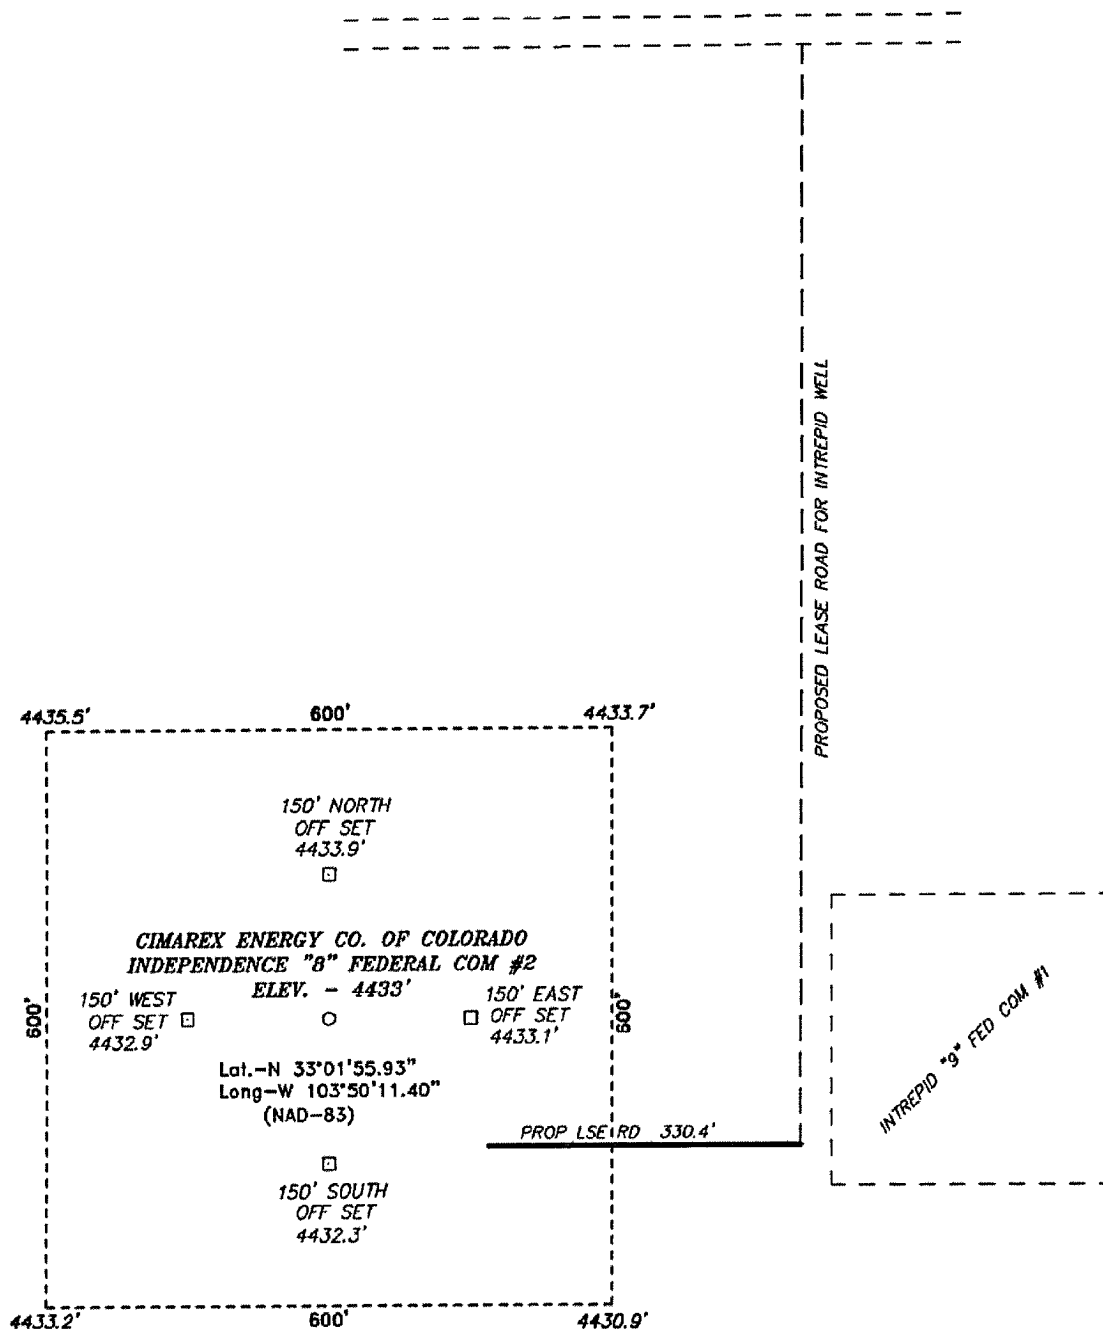 PROPOSED LEASE ROAD FOR INTREPID WELL
4435.5'
600'
4433.7'
150' NORTH
OFF SET
4433.9'
CIMAREX ENERGY CO. OF COLORADO
INDEPENDENCE "8" FEDERAL COM #2
ELEV. - 4433'
600'
150' WEST
OFF SET
4432.9'
150' EAST
OFF SET
4433.1'
600'
Lat.-N 33°01'55.93"
Long-W 103°50'11.40"
(NAD-83)
INTREPID "9" FED COM #1
PROP LSE RD 330.4'
150' SOUTH
OFF SET
4432.3'
4433.2'
600'
4430.9'